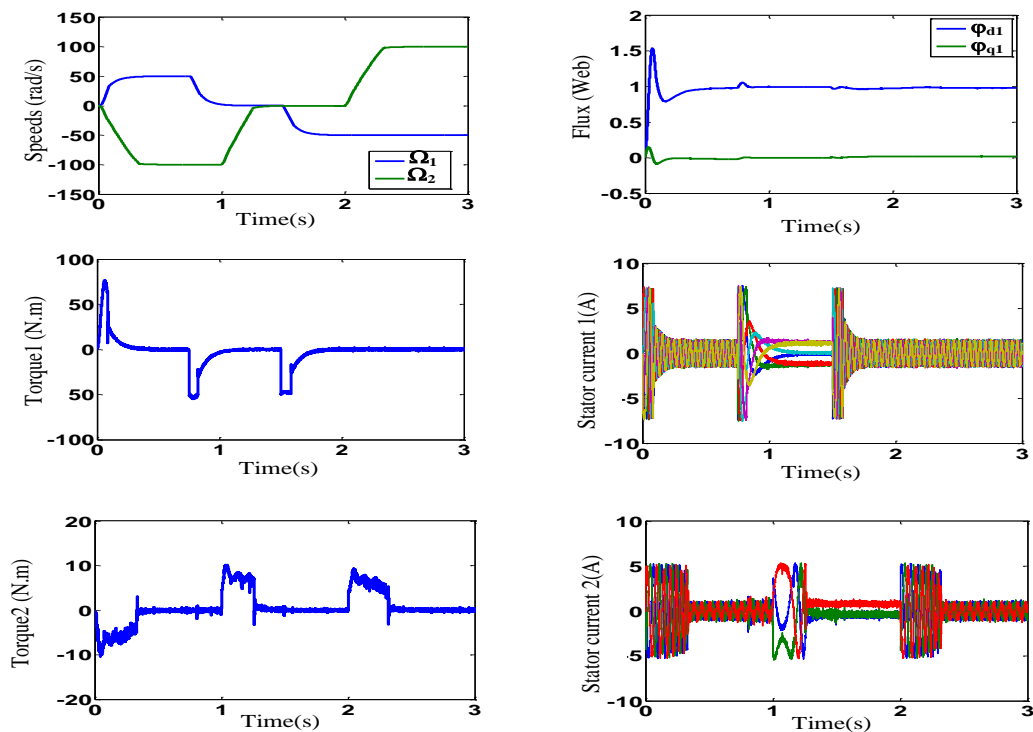 150
100
50
0
-50
-100
-150
Speeds (rad/s)
Ω1
Ω2
0 1 2 3
Time(s)
2
1.5
1
0.5
0
-0.5
Flux (Web)
φd1
φq1
0 1 2 3
Time(s)
100
50
0
50
-100
Torque1 (N.m)
0 1 2 3
Time(s)
10
5
0
-5
-10
Stator current 1(A)
0 1 2 3
Time(s)
20
10
0
-10
-20
Torque2 (N.m)
0 1 2 3
Time(s)
10
5
0
-5
-10
Stator current 2(A)
0 1 2 3
Time(s)